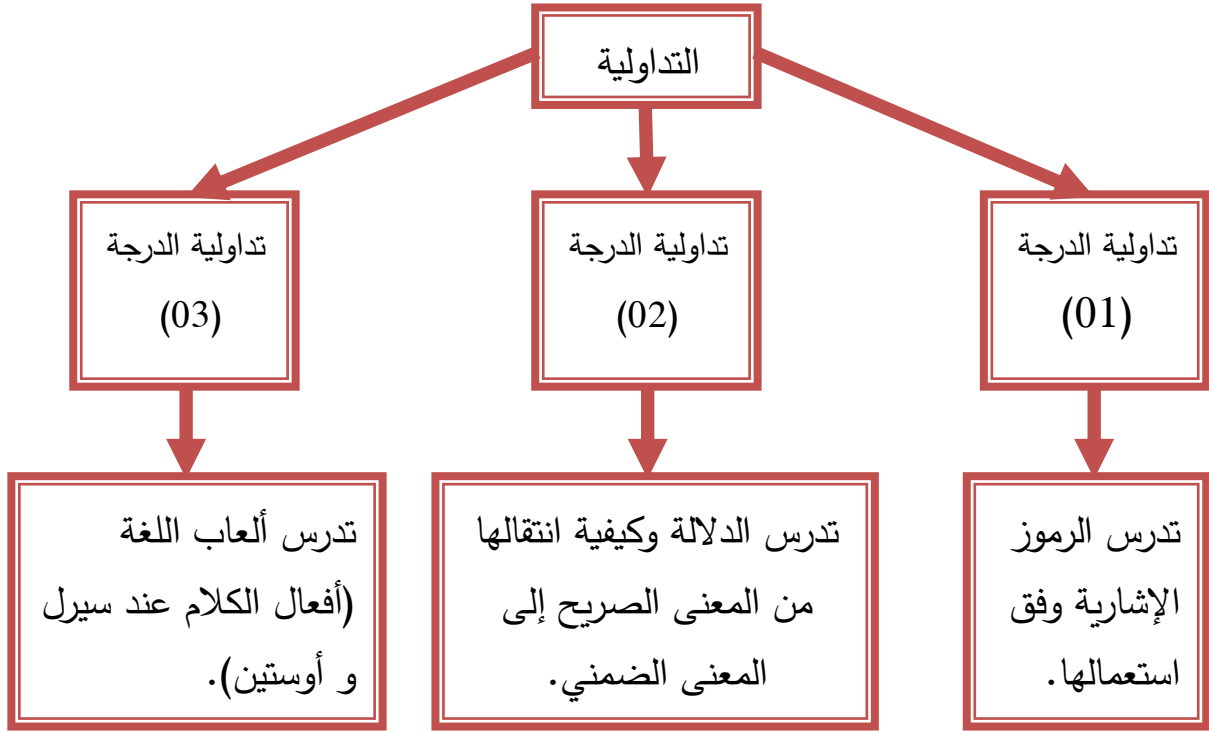 التداولية
تداولية الدرجة
(01)
تداولية الدرجة
(02)
تداولية الدرجة
(03)
تدرس الرموز
الإشارية وفق
استعمالها.
تدرس الدلالة وكيفية انتقالها
من المعنى الصريح إلى
المعنى الضمني.
تدرس ألعاب اللغة
(أفعال الكلام عند سيرل
و أوستين).